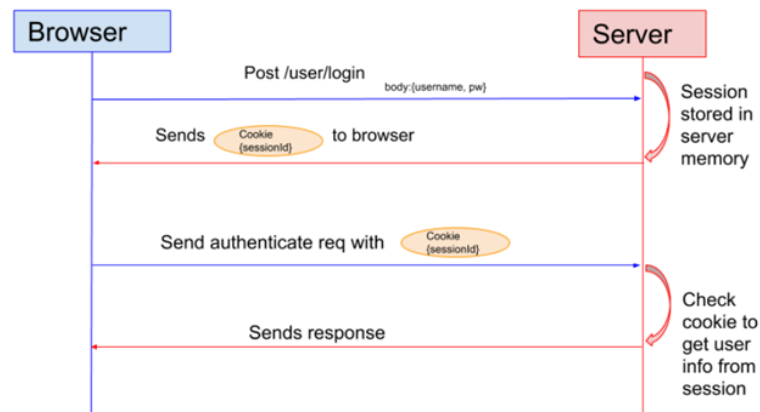 Browser
Server
Post /user/login
body:{username, pw}
Session
stored in
server
memory
Sends Cookie {sessionId} to browser
Send authenticate req with Cookie {sessionId}
Check
cookie to
get user
info from
session
Sends response